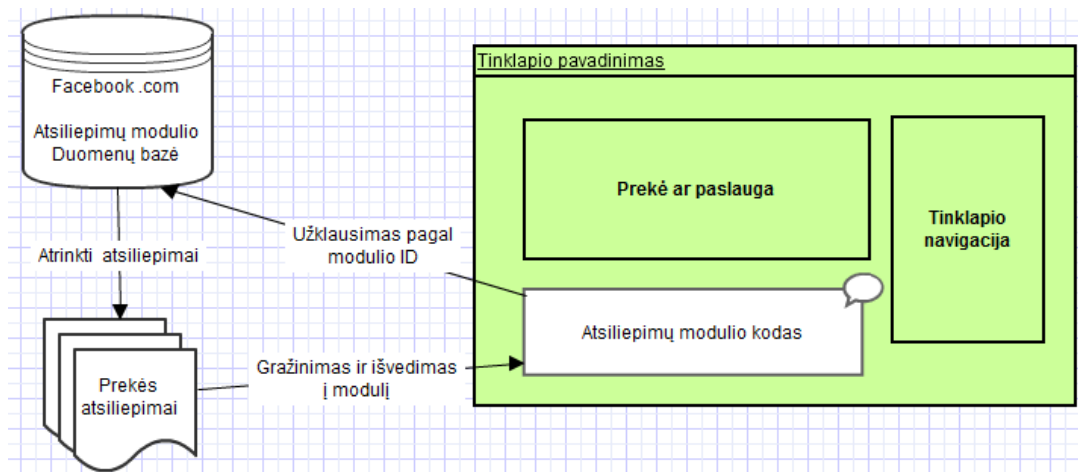 Facebook .com
Atsiliepimų modulio
Duomenų bazė
Atrinkti atsiliepimai
Prekės
atsiliepimai
Užklausimas pagal
modulio ID
Gražinimas ir išvedimas
į modulį
Tinklapio pavadinimas
Prekė ar paslauga
Tinklapio
navigacija
Atsiliepimų modulio kodas